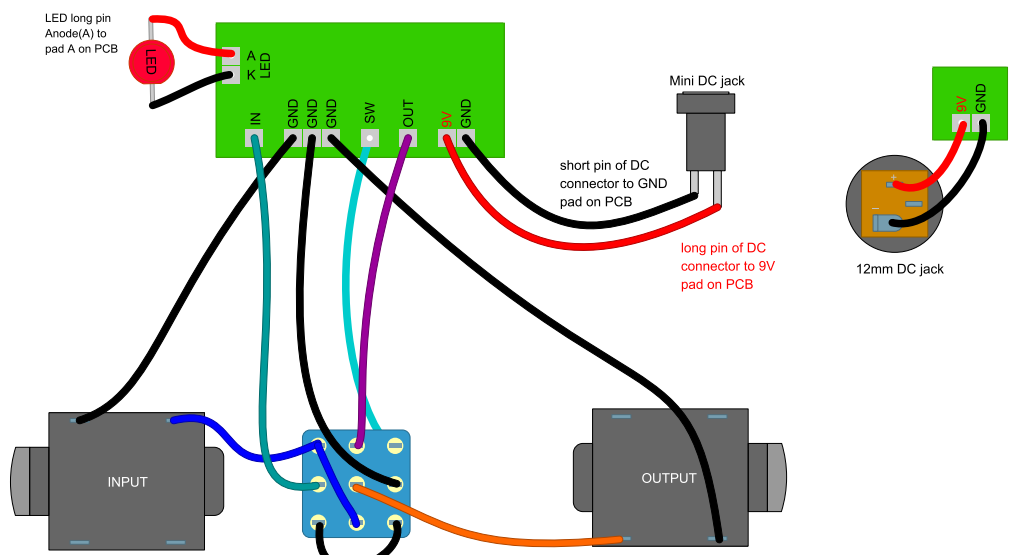 LED long pin
Anode(A) to
pad A on PCB
LED
A
K
LED
IN
GND
GND
GND
SW
OUT
9V
GND
Mini DC jack
short pin of DC
connector to GND
pad on PCB
long pin of DC
connector to 9V
pad on PCB
9V
GND
+
12mm DC jack
INPUT
OUTPUT